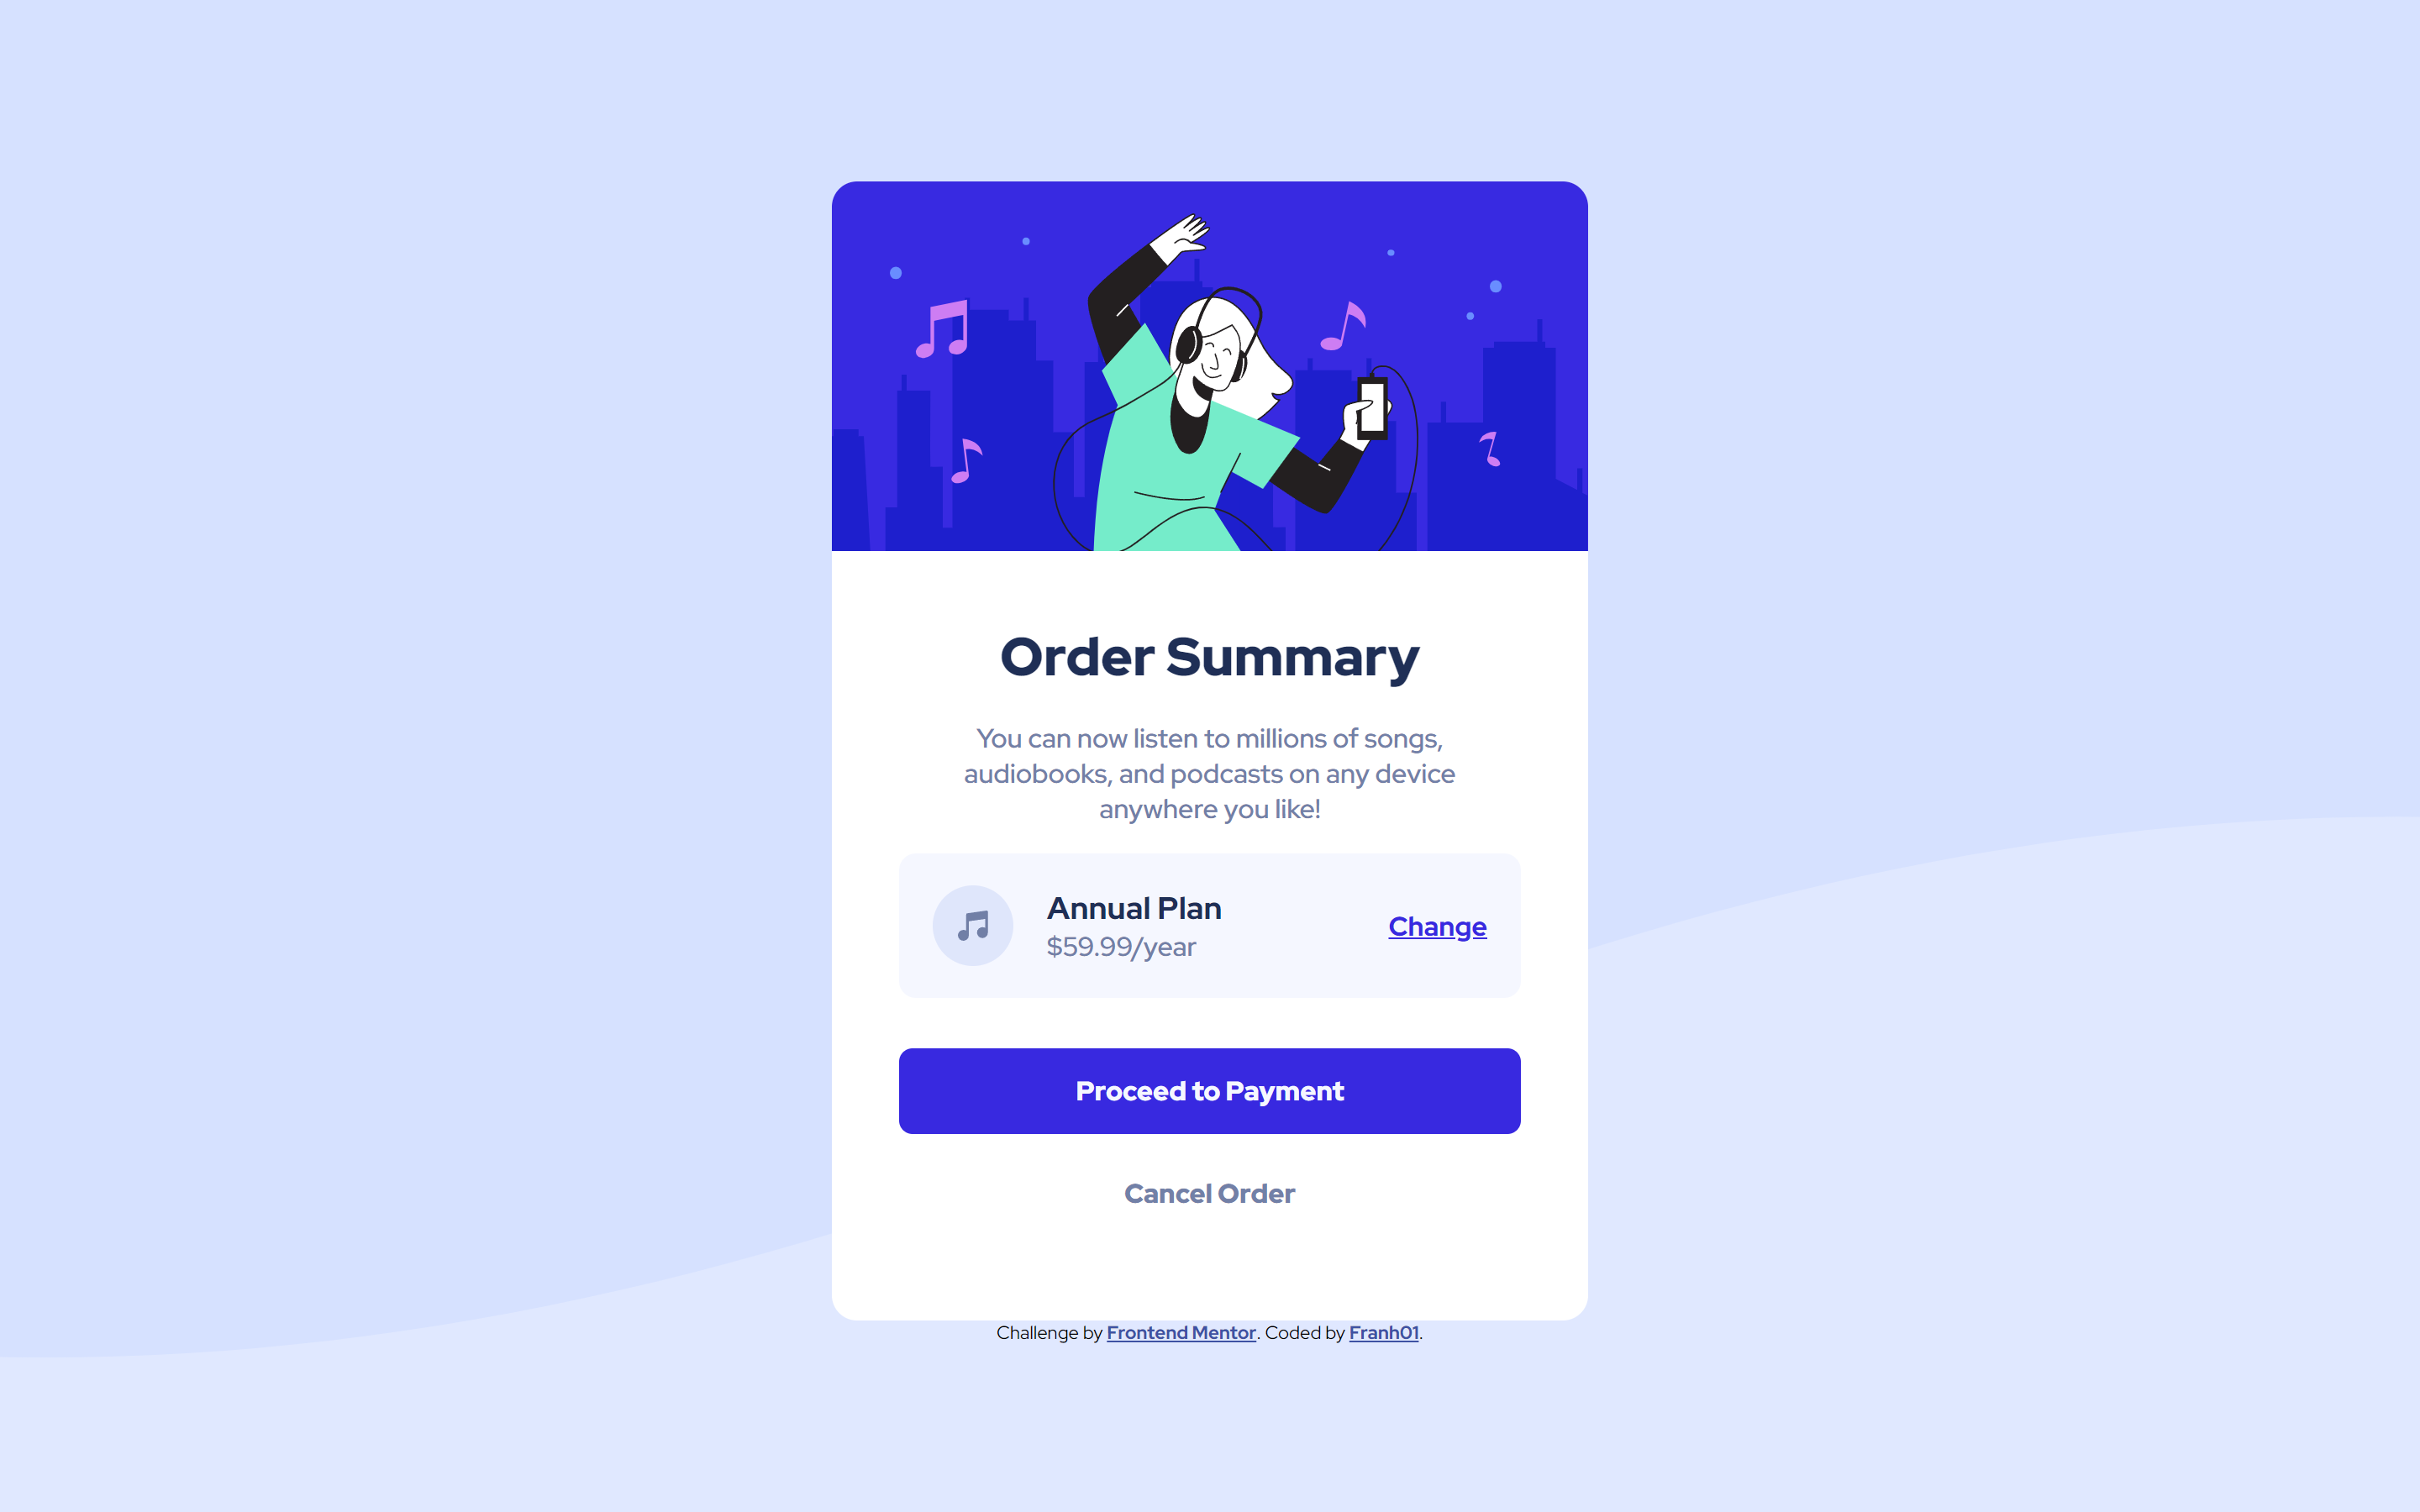 Order Summary
You can now listen to millions of songs,
audiobooks, and podcasts on any device
anywhere you like!
Annual Plan
$59.99/year
Change
Proceed to Payment
Cancel Order
Challenge by Frontend Mentor. Coded by Franh01.